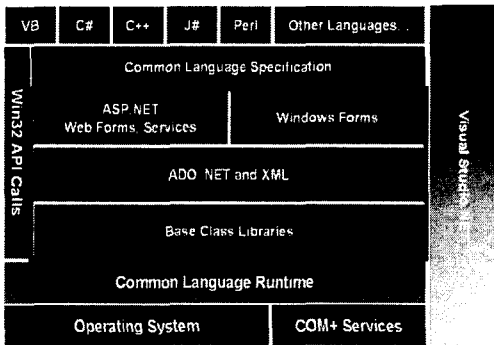 VB C# C++ J# Perl Other Languages...
Common Language Specification
ASP.NET
Web Forms, Services
Windows Forms
ADO .NET and XML
Base Class Libraries
Common Language Runtime
Operating System
COM+ Services
Win32 API Calls
Visual Studio